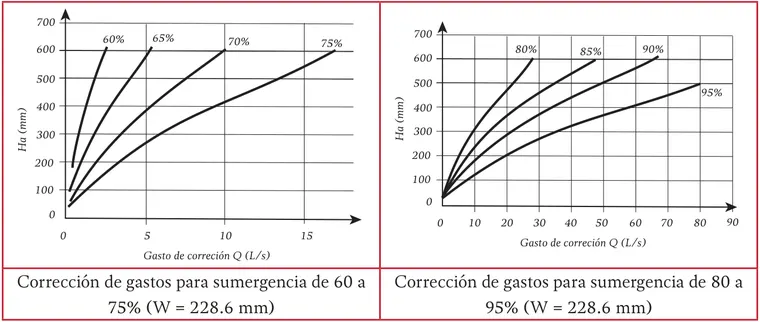 700
600
500
400
300
200
100
0
Ha (mm)
60%
65%
70%
75%
0 5 10 15
Gasto de correción Q (L/s)
Corrección de gastos para sumergencia de 60 a
75% (W = 228.6 mm)
700
600
500
400
300
200
100
0
Ha (mm)
80%
85%
90%
95%
0 10 20 30 40 50 60 70 80 90
Gasto de correción Q (L/s)
Corrección de gastos para sumergencia de 80 a
95% (W = 228.6 mm)